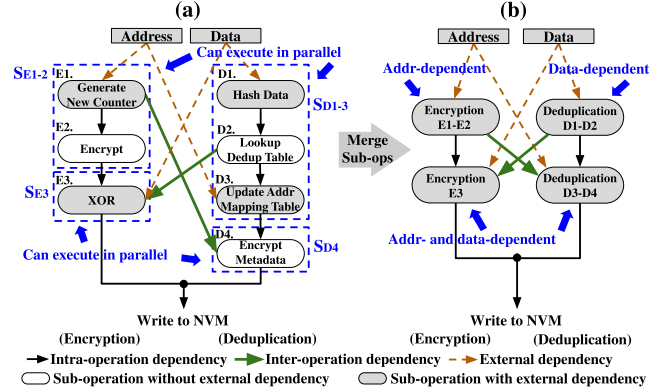 (a)
Address
Data
Can execute in parallel
SE1-2
E1.
Generate
New Counter
E2.
Encrypt
E3.
XOR
SE3
D1.
Hash Data
SD1-3
D2.
Lookup
Dedup Table
D3.
Update Addr
Mapping Table
D4.
Encrypt
Metadata
SD4
Can execute in parallel
Write to NVM
(Encryption)
(Deduplication)
Merge
Sub-ops
(b)
Address
Data
Addr-dependent
Data-dependent
Encryption
E1-E2
Deduplication
D1-D2
Encryption
E3
Deduplication
D3-D4
Addr- and data-dependent
Write to NVM
(Encryption)
(Deduplication)
Intra-operation dependency
Inter-operation dependency
External dependency
Sub-operation without external dependency
Sub-operation with external dependency